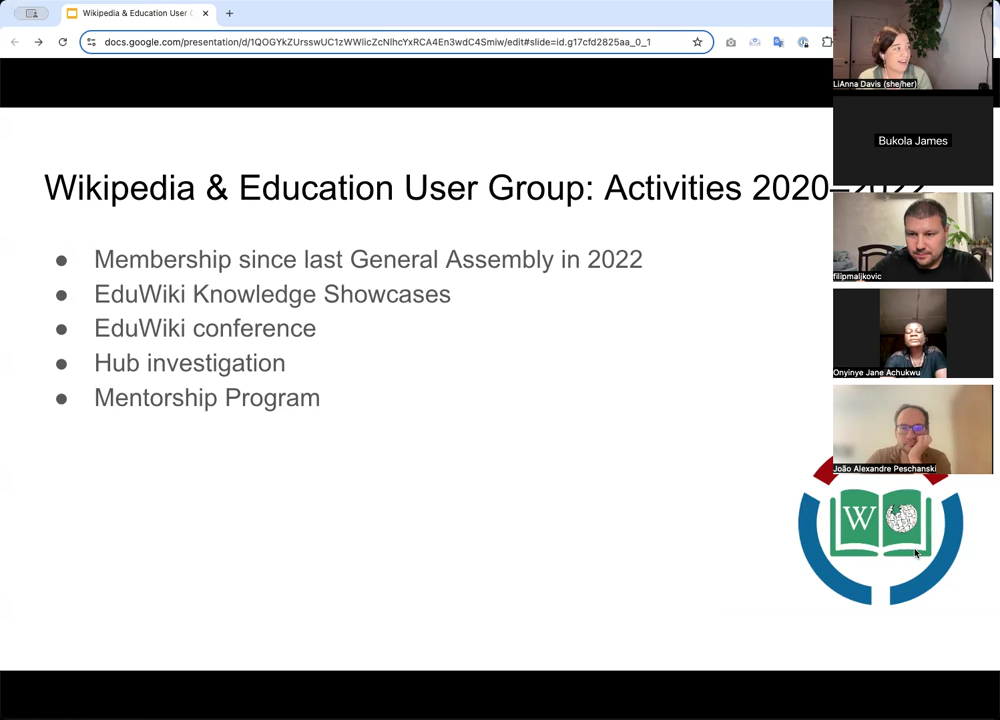 Wikipedia & Education User G
docs.google.com/presentation/d/1QOGYkZUrsswUC1zWWlicZcNlhcYxRCA4En3wdC4Smiw/edit#slide=id.g17cfd2825aa_0_1
LiAnna Davis (she/her)
Bukola James
Wikipedia & Education User Group: Activities 2020–2022
filipmaljkovic
● Membership since last General Assembly in 2022
● EduWiki Knowledge Showcases
● EduWiki conference
● Hub investigation
● Mentorship Program
Onyinye Jane Achukwu
João Alexandre Peschanski
W